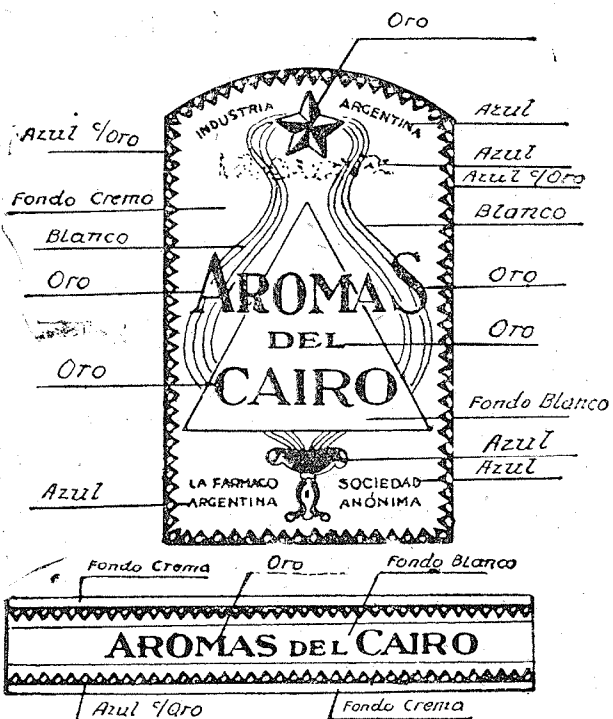 Oro
INDUSTRIA ARGENTINA
Azul
Azul c/Oro
Azul
Azul c/Oro
Fondo Cremo
Blanco
Blanco
Oro
AROMAS
Oro
DEL
Oro
Oro
CAIRO
Fondo Blanco
Azul
Azul
LA FARMACO SOCIEDAD
Azul
ARGENTINA ANÓNIMA
Fondo Crema
Oro
Fondo Blanco
AROMAS DEL CAIRO
Azul c/Oro
Fondo Crema